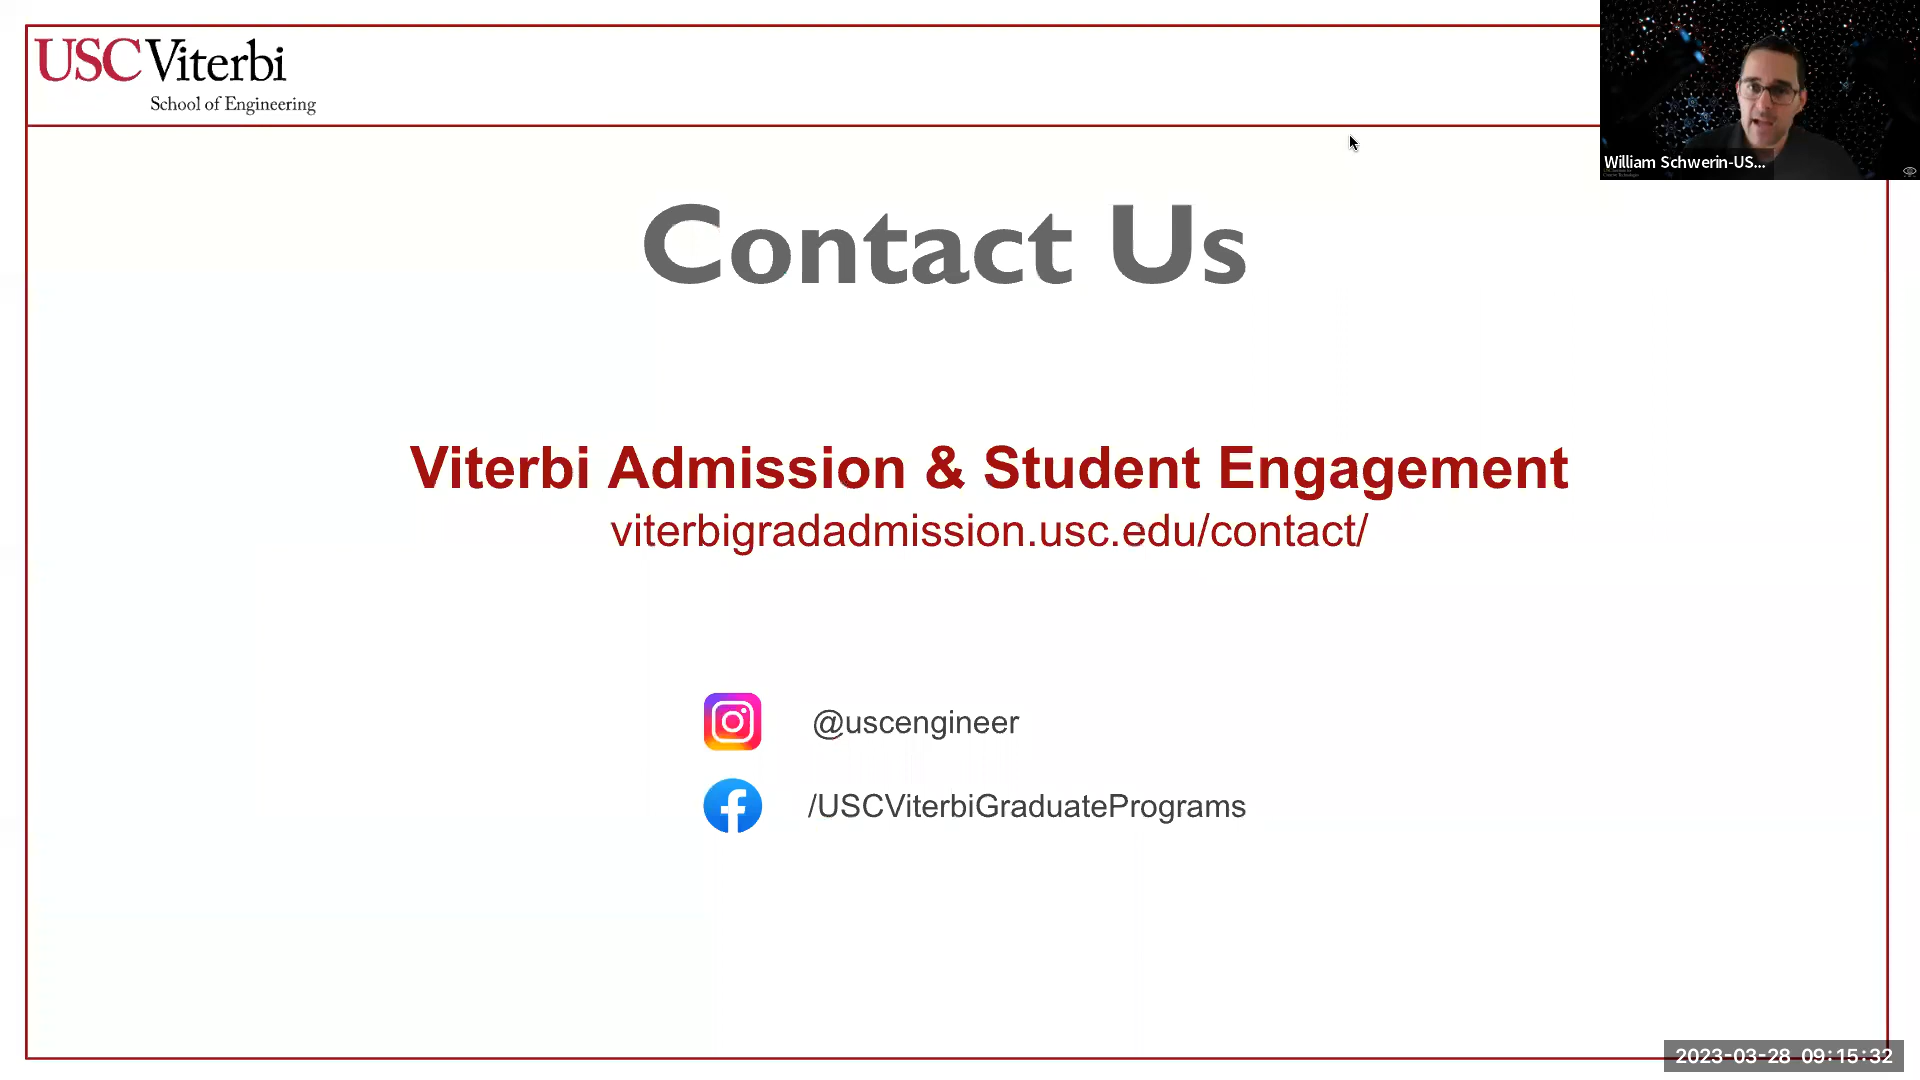 USC Viterbi
School of Engineering
William Schwerin-US...
Contact Us
Viterbi Admission & Student Engagement
viterbigradadmission.usc.edu/contact/
@uscengineer
/USCViterbiGraduatePrograms
2023-03-28 09:15:32